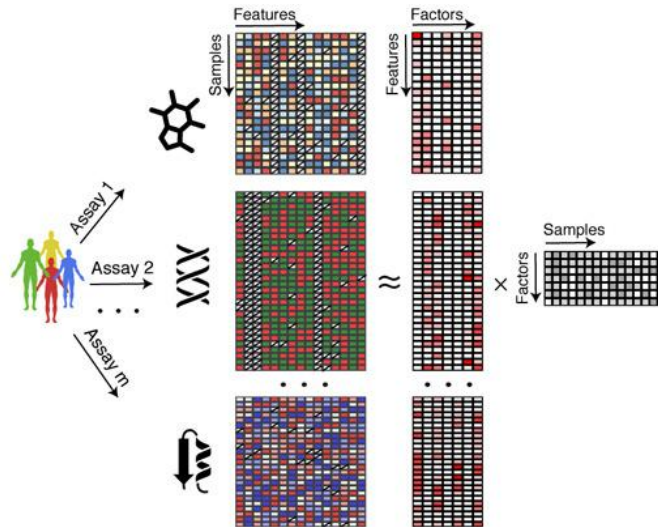 Features
Samples
Factors
Features
Assay 1
Assay 2
. . .
Assay m
≈
×
Samples
Factors
. . .
. . .